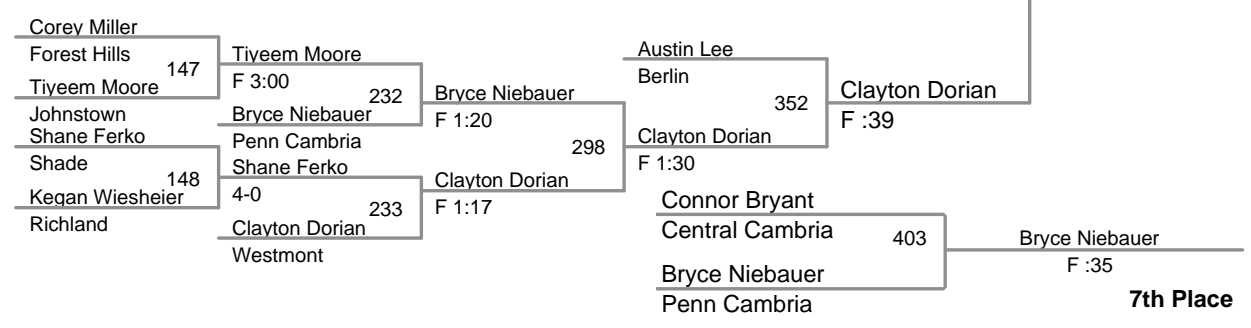 Corey Miller
Forest Hills
147
Tiyeem Moore
Johnstown
Shane Ferko
Shade
148
Kegan Wiesheier
Richland
Tiyeem Moore
F 3:00
232
Bryce Niebauer
Penn Cambria
Shane Ferko
4-0
233
Clayton Dorian
Westmont
Bryce Niebauer
F 1:20
298
Clayton Dorian
F 1:17
Austin Lee
Berlin
352
Clayton Dorian
F 1:30
Clayton Dorian
F :39
Connor Bryant
Central Cambria
403
Bryce Niebauer
Penn Cambria
Bryce Niebauer
F :35
7th Place